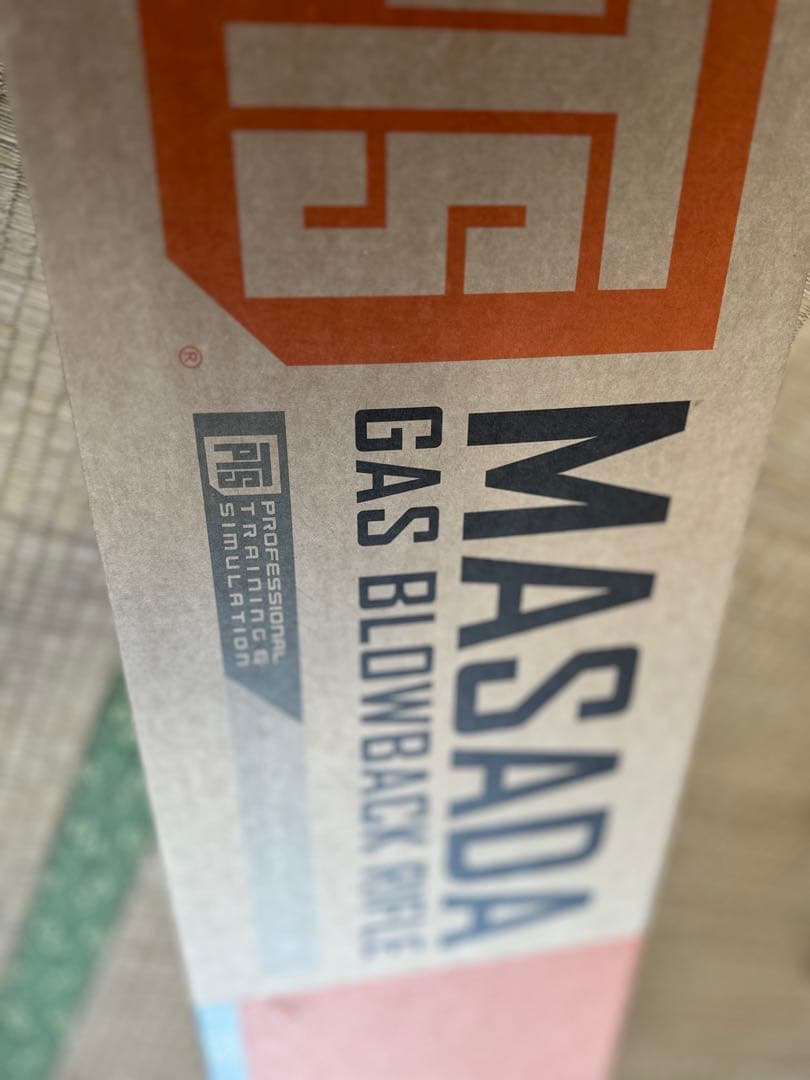 PTS
®
MASADA
GAS BLOWBACK RIFLE
PTS
PROFESSIONAL
TRAINING &
SIMULATION